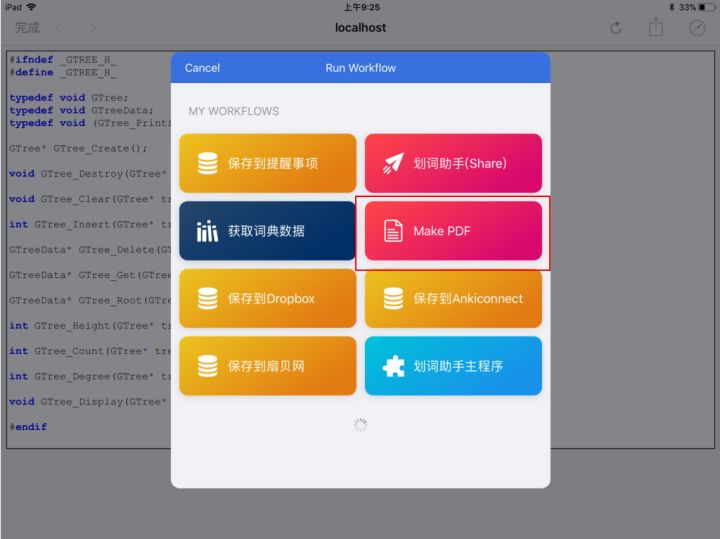 iPad 上午9:25 33%
完成 localhost
#ifndef _GTREE_H_
#define _GTREE_H_
typedef void GTree;
typedef void GTreeData;
typedef void (GTree_Printf
GTree* GTree_Create();
void GTree_Destroy(GTree*
void GTree_Clear(GTree* tr
int GTree_Insert(GTree* tr
GTreeData* GTree_Delete(GT
GTreeData* GTree_Get(GTree
GTreeData* GTree_Root(GTre
int GTree_Height(GTree* tr
int GTree_Count(GTree* tre
int GTree_Degree(GTree* tr
void GTree_Display(GTree*
#endif
Cancel Run Workflow
MY WORKFLOWS
保存到提醒事项 划词助手(Share)
获取词典数据 Make PDF
保存到Dropbox 保存到Ankiconnect
保存到扇贝网 划词助手主程序